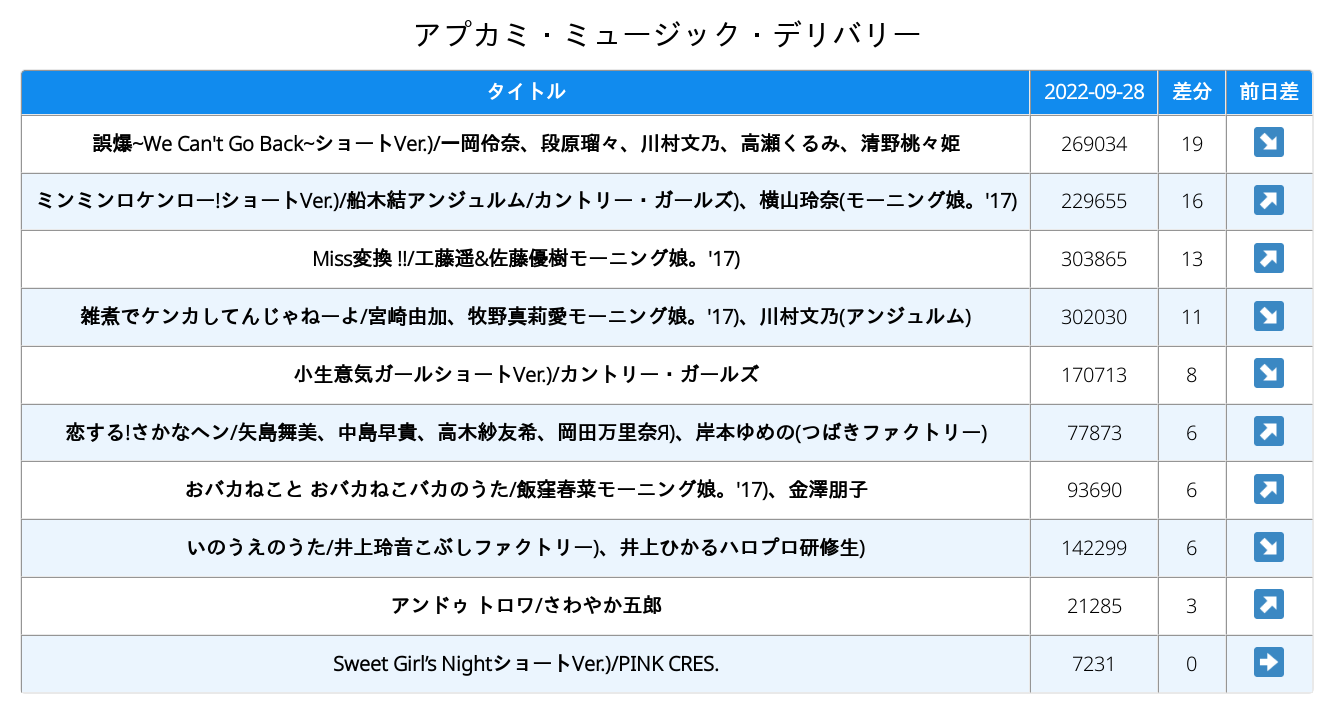 アプカミ・ミュージック・デリバリー
タイトル 2022-09-28 差分 前日差
誤爆~We Can't Go Back~ショートVer.)/一岡伶奈、段原瑠々、川村文乃、高瀬くるみ、清野桃々姫 269034 19
ミンミンロケンロー!ショートVer.)/船木結アンジュルム/カントリー・ガールズ)、横山玲奈(モーニング娘。'17) 229655 16
Miss変換 !!/工藤遥&佐藤優樹モーニング娘。'17) 303865 13
雑煮でケンカしてんじゃねーよ/宮崎由加、牧野真莉愛モーニング娘。'17)、川村文乃(アンジュルム) 302030 11
小生意気ガールショートVer.)/カントリー・ガールズ 170713 8
恋する!さかなヘン/矢島舞美、中島早貴、高木紗友希、岡田万里奈Я)、岸本ゆめの(つばきファクトリー) 77873 6
おバカねこと おバカねこバカのうた/飯窪春菜モーニング娘。'17)、金澤朋子 93690 6
いのうえのうた/井上玲音こぶしファクトリー)、井上ひかるハロプロ研修生) 142299 6
アンドゥ トロワ/さわやか五郎 21285 3
Sweet Girl’s NightショートVer.)/PINK CRES. 7231 0